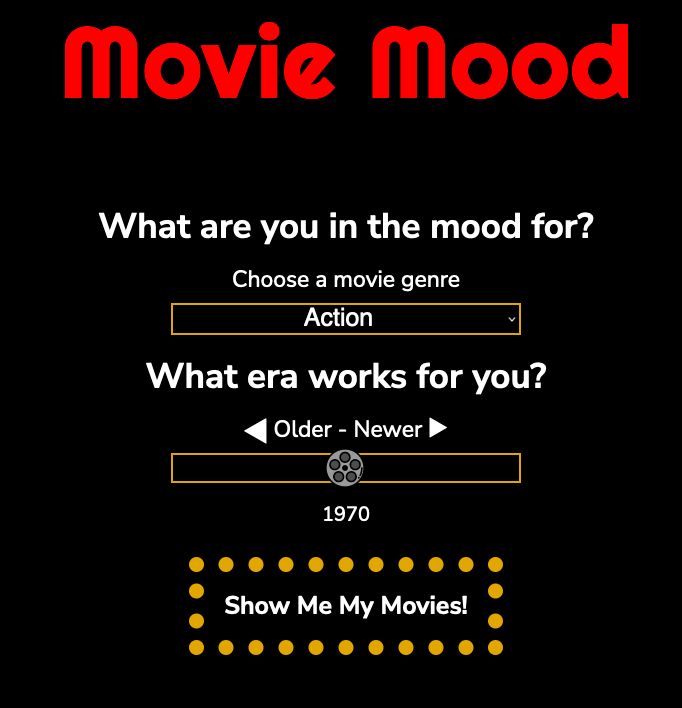 Movie Mood
What are you in the mood for?
Choose a movie genre
Action
What era works for you?
Older - Newer
1970
Show Me My Movies!